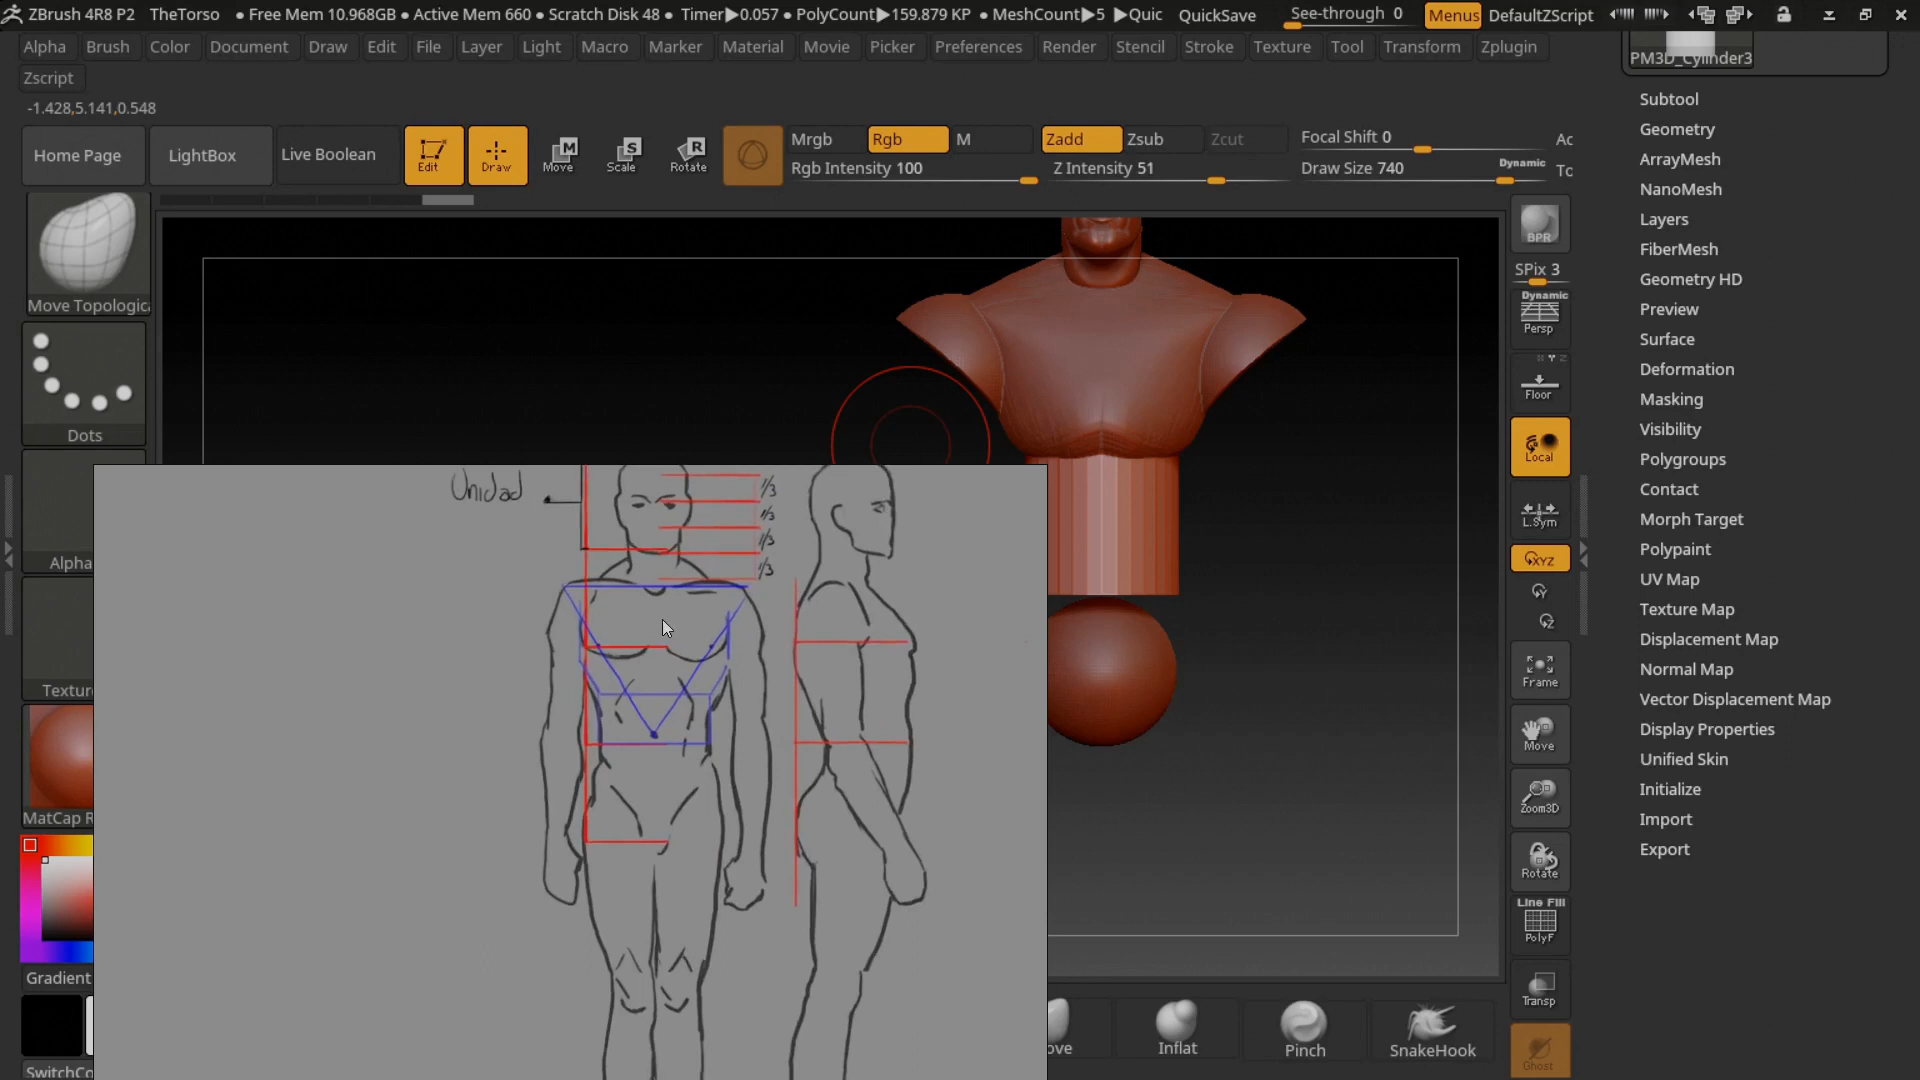 ZBrush 4R8 P2 TheTorso • Free Mem 10.968GB • Active Mem 660 • Scratch Disk 48 • Timer▶0.057 • PolyCount▶159.879 KP • MeshCount▶5 ▶Quic QuickSave See-through 0 Menus DefaultZScript
Alpha Brush Color Document Draw Edit File Layer Light Macro Marker Material Movie Picker Preferences Render Stencil Stroke Texture Tool Transform Zplugin
Zscript
-1.428,5.141,0.548
Home Page LightBox Live Boolean Edit Draw Move Scale Rotate
Mrgb Rgb M Zadd Zsub Zcut Focal Shift 0 Ac
Rgb Intensity 100 Z Intensity 51 Draw Size 740 Dynamic To
Move Topologica
Dots
Alpha
Texture
MatCap R
Gradient
SwitchCo
Unidad
1/3
1/3
1/3
1/3
ove Inflat Pinch SnakeHook
BPR
SPix 3
Dynamic
Persp
Floor
Local
L.Sym
XYZ
Y
Z
Frame
Move
Zoom3D
Rotate
Line Fill
PolyF
Transp
Ghost
PM3D_Cylinder3
Subtool
Geometry
ArrayMesh
NanoMesh
Layers
FiberMesh
Geometry HD
Preview
Surface
Deformation
Masking
Visibility
Polygroups
Contact
Morph Target
Polypaint
UV Map
Texture Map
Displacement Map
Normal Map
Vector Displacement Map
Display Properties
Unified Skin
Initialize
Import
Export